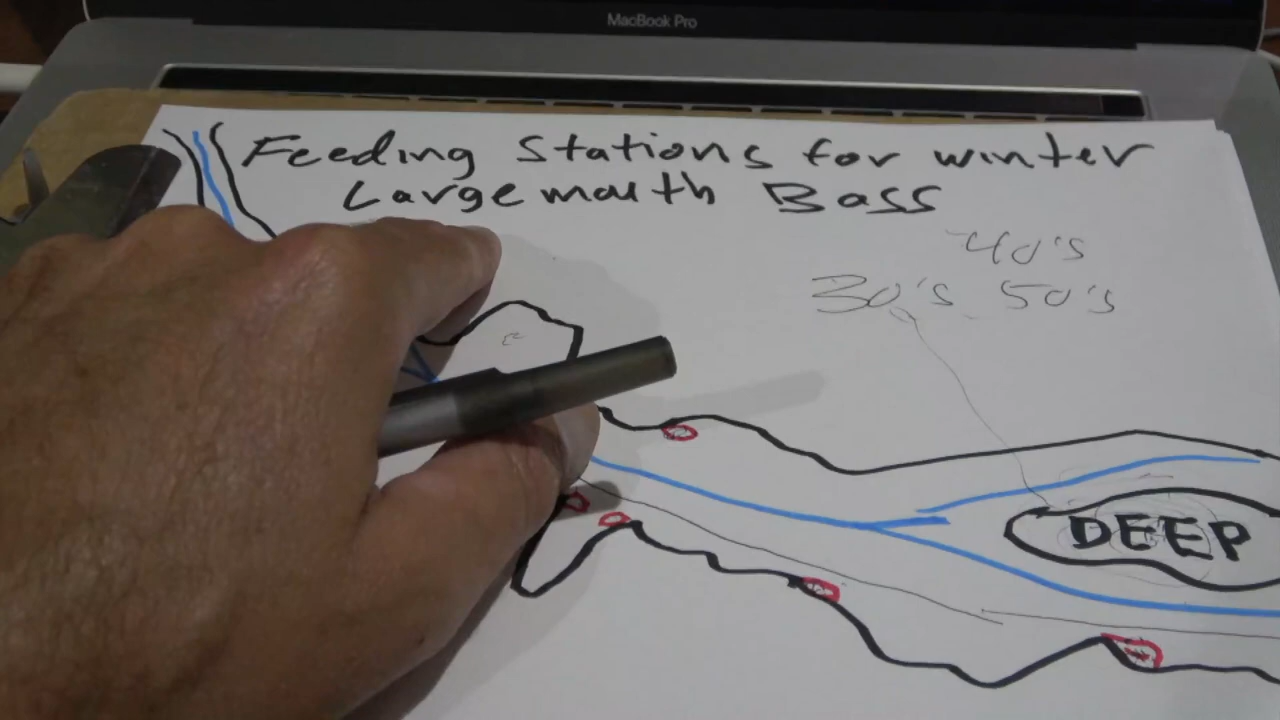 MacBook Pro
Feeding Stations for winter
Largemouth Bass
40's
30's 50's
DEEP